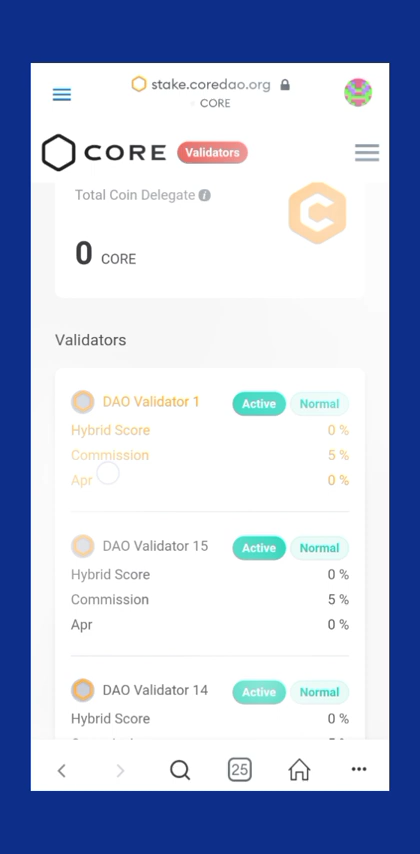 stake.coredao.org
CORE
CORE Validators
Total Coin Delegate i
0 CORE
Validators
DAO Validator 1 Active Normal
Hybrid Score 0 %
Commission 5 %
Apr 0 %
DAO Validator 15 Active Normal
Hybrid Score 0 %
Commission 5 %
Apr 0 %
DAO Validator 14 Active Normal
Hybrid Score 0 %
25